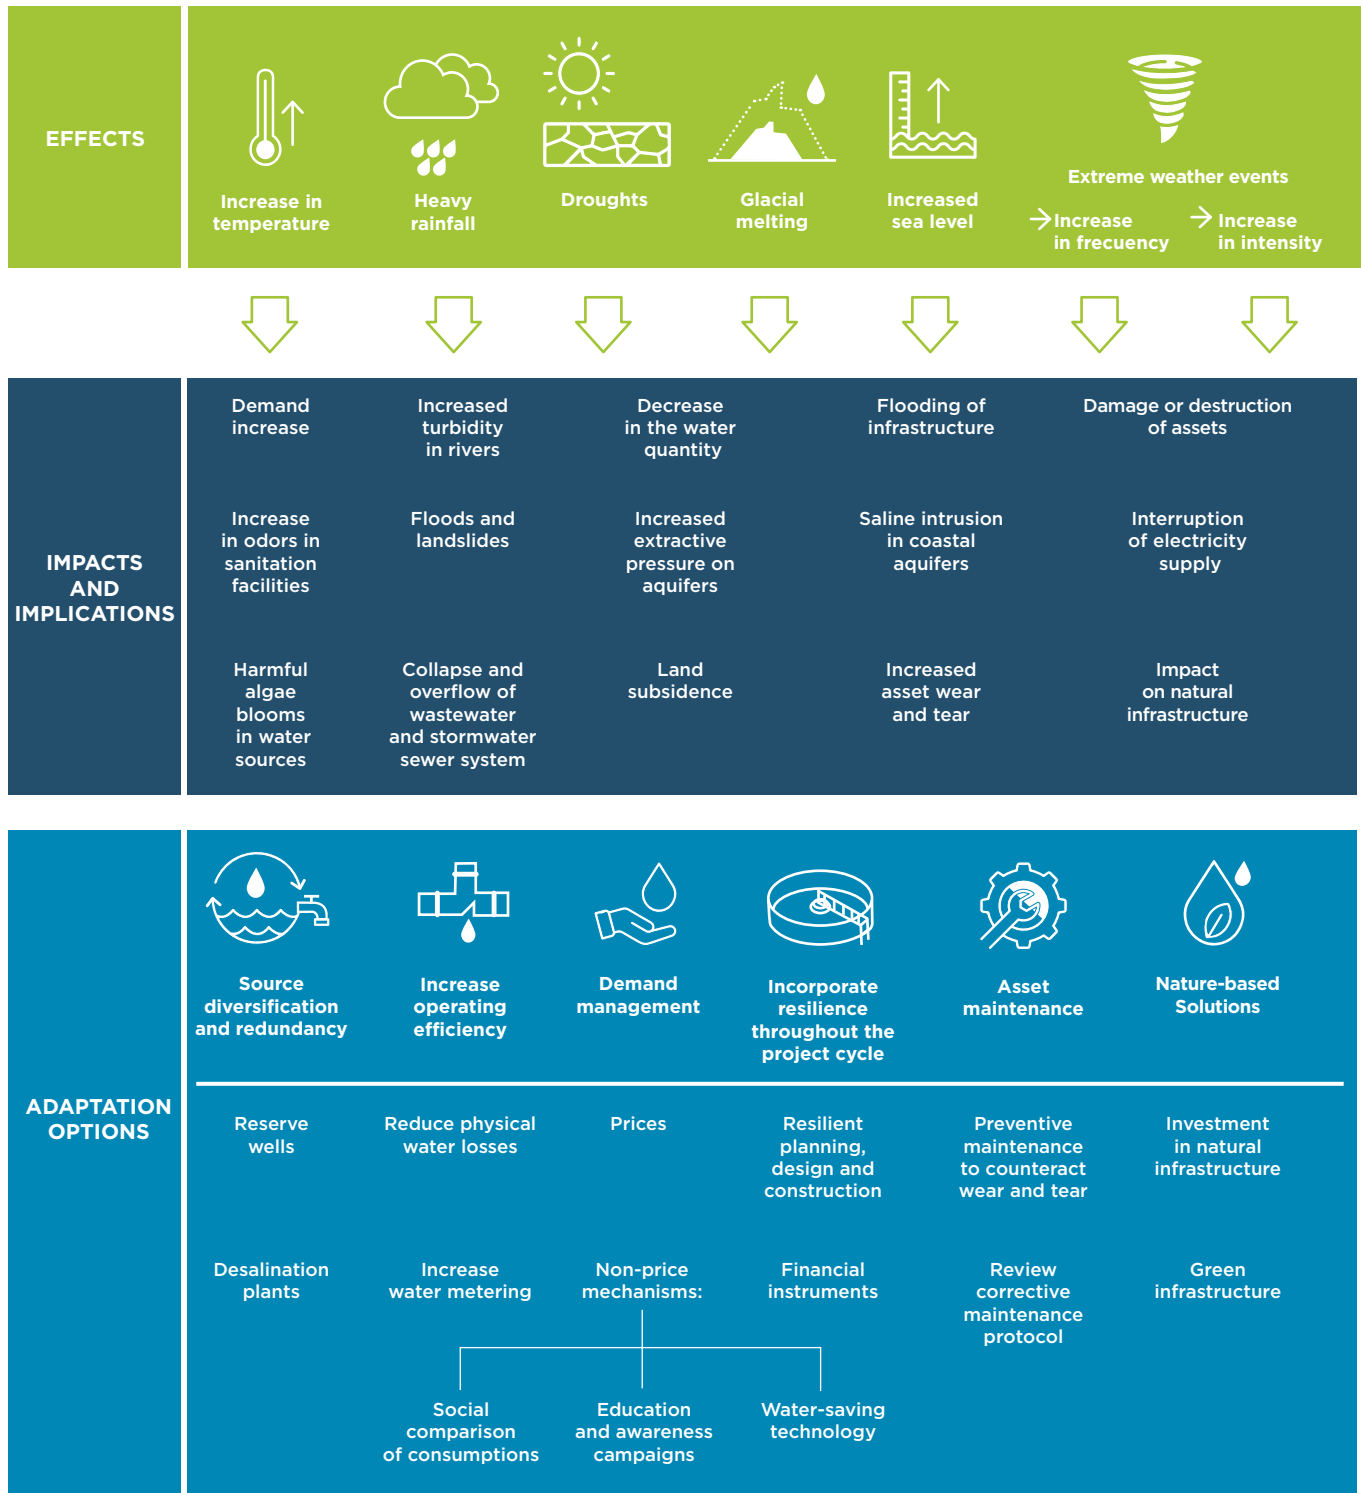 EFFECTS
Increase in
temperature
Heavy
rainfall
Droughts
Glacial
melting
Increased
sea level
Extreme weather events
Increase
in frecuency
Increase
in intensity
IMPACTS
AND
IMPLICATIONS
Demand
increase
Increased
turbidity
in rivers
Decrease
in the water
quantity
Flooding of
infrastructure
Damage or destruction
of assets
Increase
in odors in
sanitation
facilities
Floods and
landslides
Increased
extractive
pressure on
aquifers
Saline intrusion
in coastal
aquifers
Interruption
of electricity
supply
Harmful
algae
blooms
in water
sources
Collapse and
overflow of
wastewater
and stormwater
sewer system
Land
subsidence
Increased
asset wear
and tear
Impact
on natural
infrastructure
ADAPTATION
OPTIONS
Source
diversification
and redundancy
Increase
operating
efficiency
Demand
management
Incorporate
resilience
throughout the
project cycle
Asset
maintenance
Nature-based
Solutions
Reserve
wells
Reduce physical
water losses
Prices
Resilient
planning,
design and
construction
Preventive
maintenance
to counteract
wear and tear
Investment
in natural
infrastructure
Desalination
plants
Increase
water metering
Non-price
mechanisms:
Financial
instruments
Review
corrective
maintenance
protocol
Green
infrastructure
Social
comparison
of consumptions
Education
and awareness
campaigns
Water-saving
technology